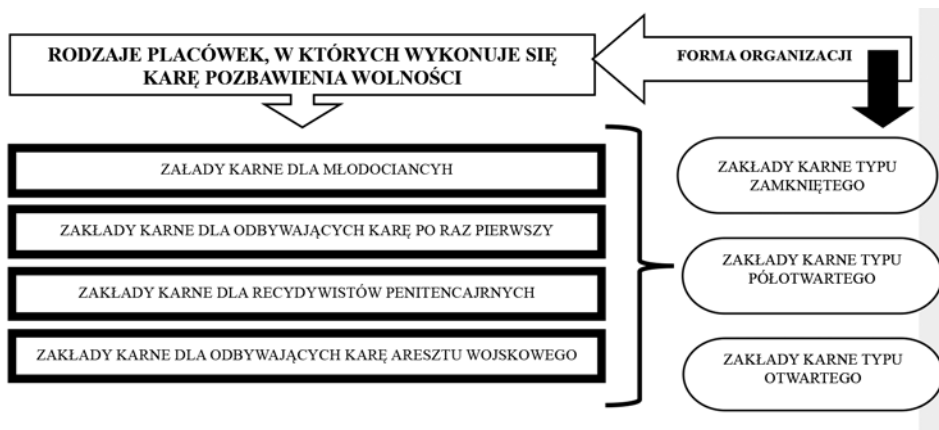 RODZAJE PLACÓWEK, W KTÓRYCH WYKONUJE SIĘ
KARĘ POZBAWIENIA WOLNOŚCI
FORMA ORGANIZACJI
ZAŁADY KARNE DLA MŁODOCIANCYH
ZAKŁADY KARNE DLA ODBYWAJĄCYCH KARĘ PO RAZ PIERWSZY
ZAKŁADY KARNE DLA RECYDYWISTÓW PENITENCAJRNYCH
ZAKŁADY KARNE DLA ODBYWAJĄCYCH KARĘ ARESZTU WOJSKOWEGO
ZAKŁADY KARNE TYPU
ZAMKNIĘTEGO
ZAKŁADY KARNE TYPU
PÓŁOTWARTEGO
ZAKŁADY KARNE TYPU
OTWARTEGO